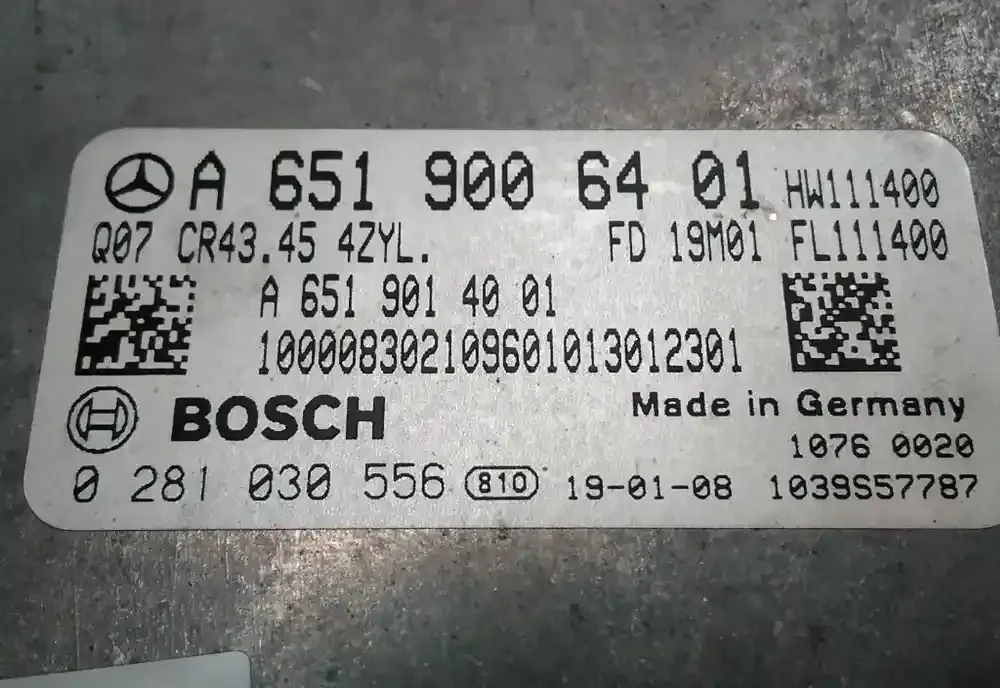 A 651 900 64 01 HW111400
Q07 CR43.45 4ZYL. FD 19M01 FL111400
A 651 901 40 01
100008302109601013012301
BOSCH Made in Germany
1076 0020
0 281 030 556 810 19-01-08 1039S57787